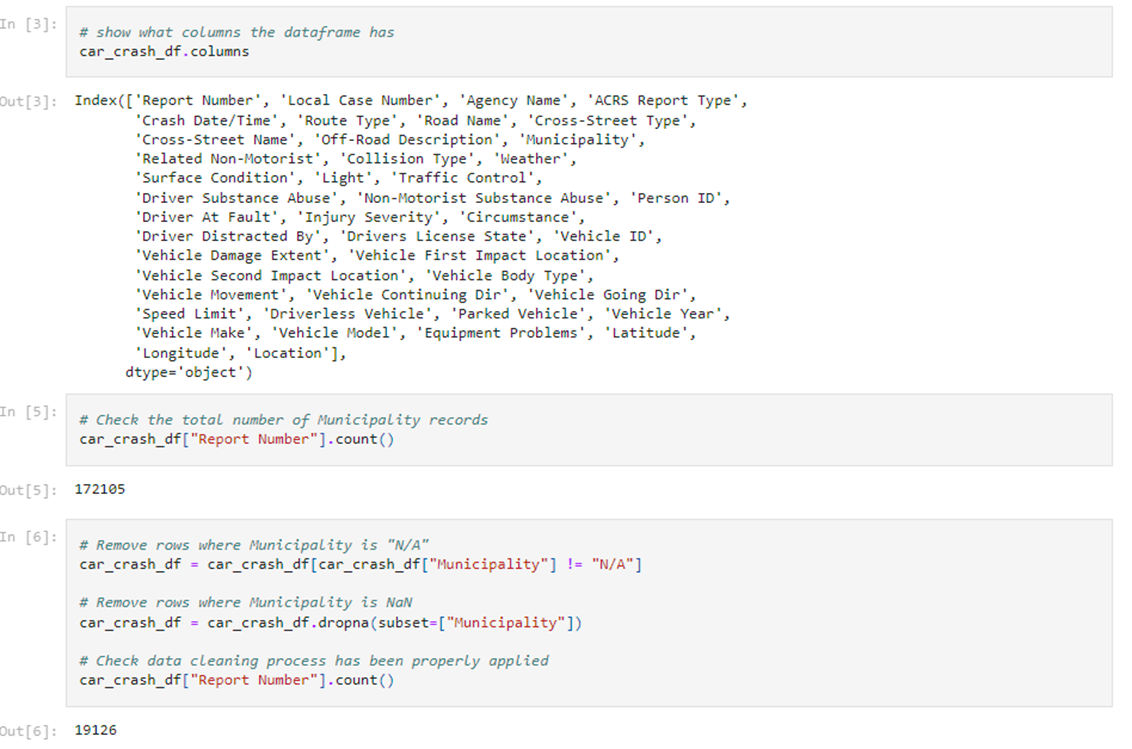 In [3]:
# show what columns the dataframe has
car_crash_df.columns
Out[3]:
Index(['Report Number', 'Local Case Number', 'Agency Name', 'ACRS Report Type',
'Crash Date/Time', 'Route Type', 'Road Name', 'Cross-Street Type',
'Cross-Street Name', 'Off-Road Description', 'Municipality',
'Related Non-Motorist', 'Collision Type', 'Weather',
'Surface Condition', 'Light', 'Traffic Control',
'Driver Substance Abuse', 'Non-Motorist Substance Abuse', 'Person ID',
'Driver At Fault', 'Injury Severity', 'Circumstance',
'Driver Distracted By', 'Drivers License State', 'Vehicle ID',
'Vehicle Damage Extent', 'Vehicle First Impact Location',
'Vehicle Second Impact Location', 'Vehicle Body Type',
'Vehicle Movement', 'Vehicle Continuing Dir', 'Vehicle Going Dir',
'Speed Limit', 'Driverless Vehicle', 'Parked Vehicle', 'Vehicle Year',
'Vehicle Make', 'Vehicle Model', 'Equipment Problems', 'Latitude',
'Longitude', 'Location'],
dtype='object')
In [5]:
# Check the total number of Municipality records
car_crash_df["Report Number"].count()
Out[5]:
172105
In [6]:
# Remove rows where Municipality is "N/A"
car_crash_df = car_crash_df[car_crash_df["Municipality"] != "N/A"]
# Remove rows where Municipality is NaN
car_crash_df = car_crash_df.dropna(subset=["Municipality"])
# Check data cleaning process has been properly applied
car_crash_df["Report Number"].count()
Out[6]:
19126